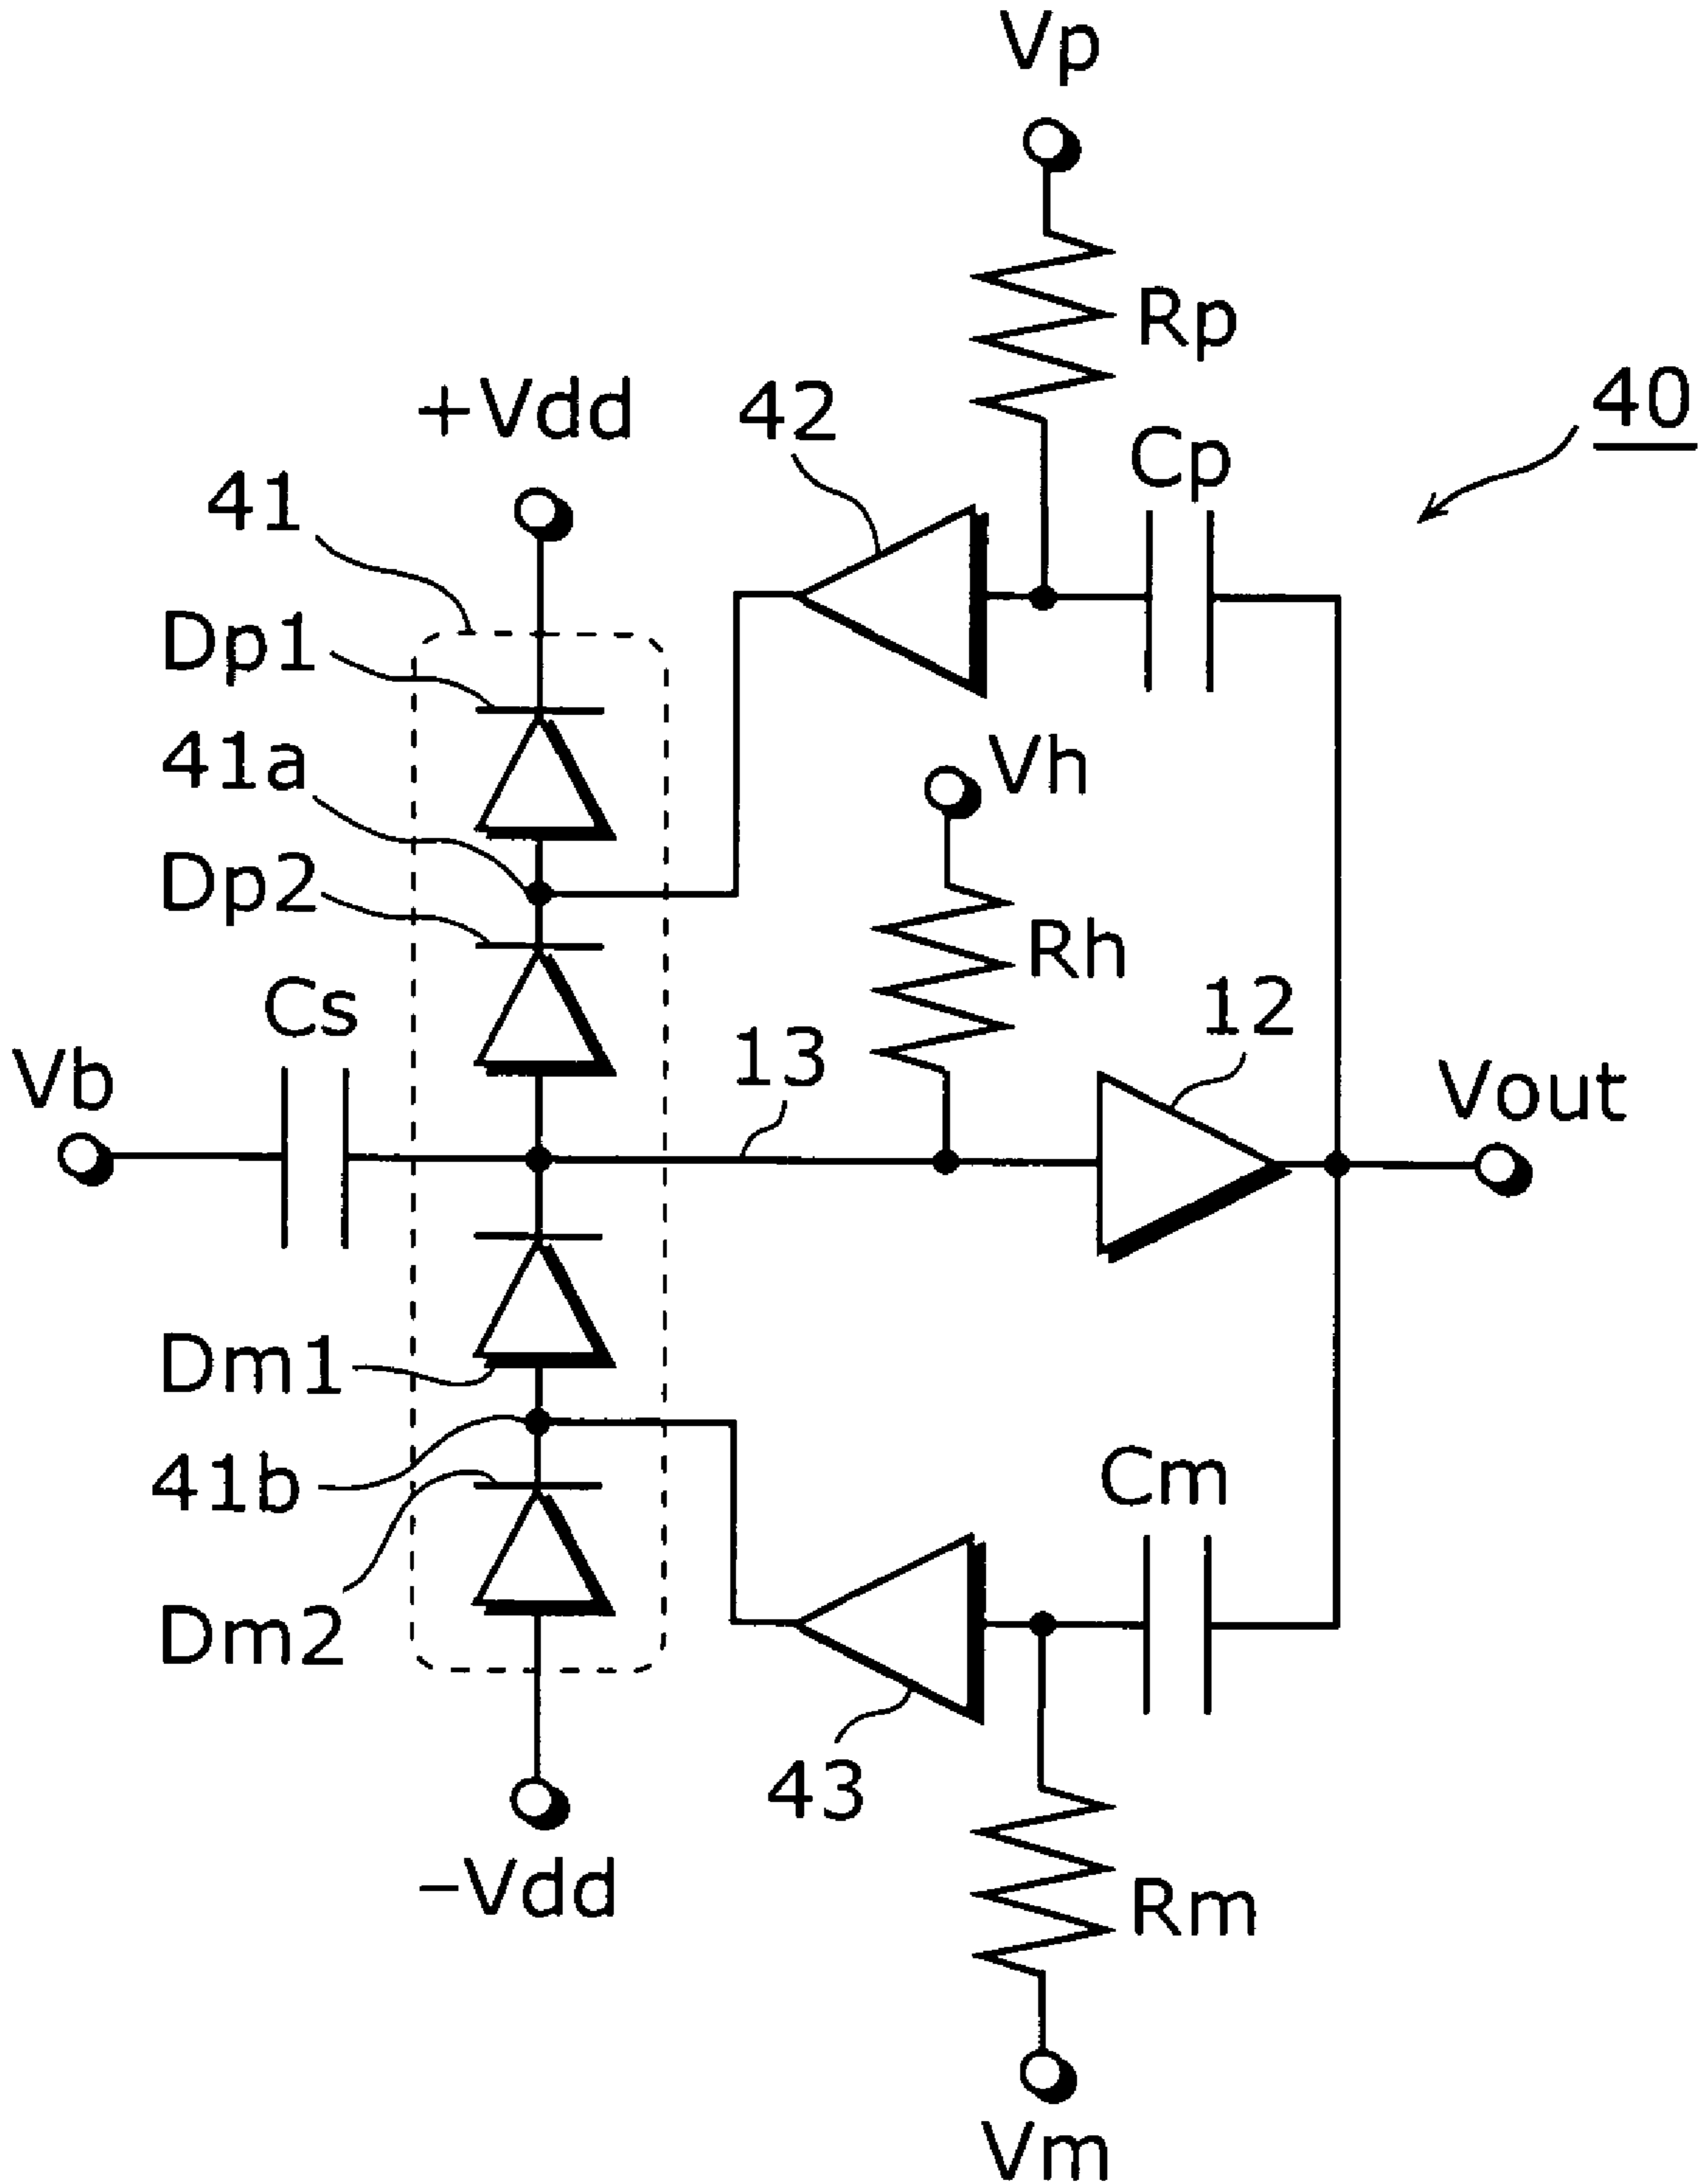 Vp
Rp
40
+Vdd
42
Cp
41
Dp1
41a
Vh
Dp2
Rh
Cs
12
13
Vb
Vout
Dm1
41b
Cm
Dm2
43
-Vdd
Rm
Vm